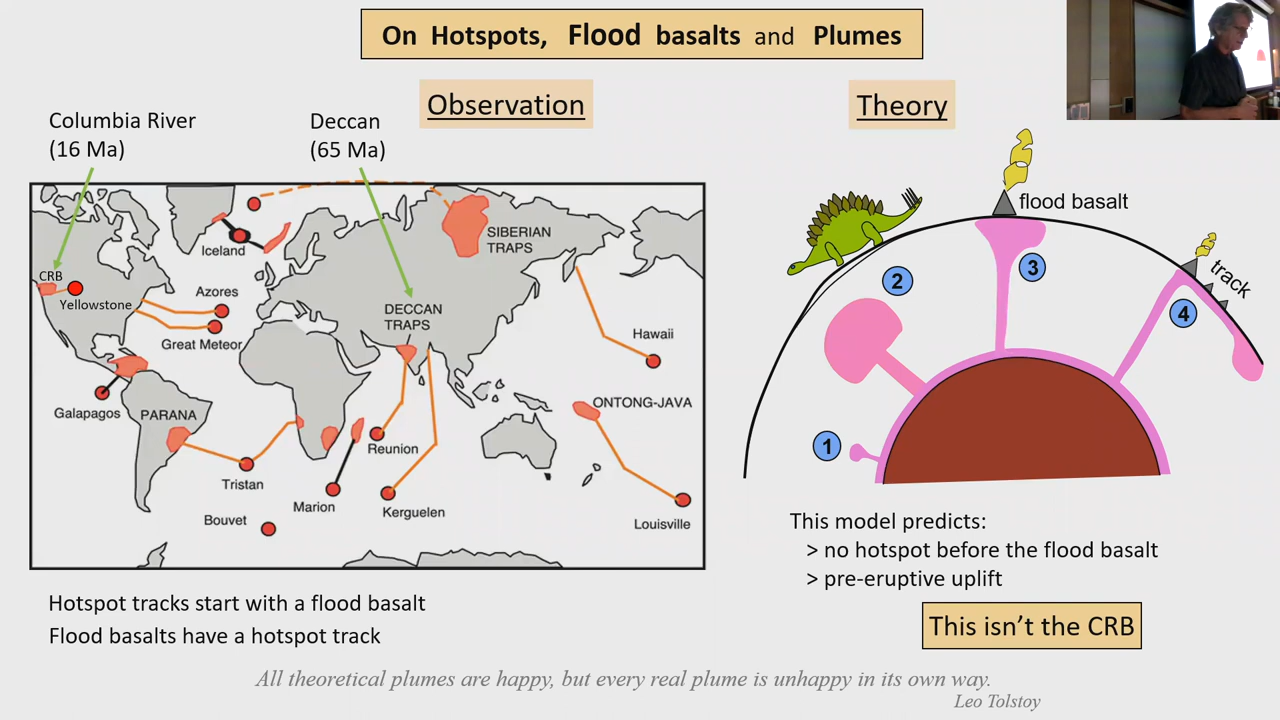 On Hotspots, Flood basalts and Plumes
Observation
Theory
Columbia River
(16 Ma)
Deccan
(65 Ma)
Iceland
SIBERIAN
TRAPS
CRB
Yellowstone
Azores
Great Meteor
DECCAN
TRAPS
Hawaii
Galapagos
PARANA
ONTONG-JAVA
Reunion
Tristan
Marion
Kerguelen
Bouvet
Louisville
flood basalt
track
1
2
3
4
Hotspot tracks start with a flood basalt
Flood basalts have a hotspot track
This model predicts:
> no hotspot before the flood basalt
> pre-eruptive uplift
This isn't the CRB
All theoretical plumes are happy, but every real plume is unhappy in its own way.
Leo Tolstoy